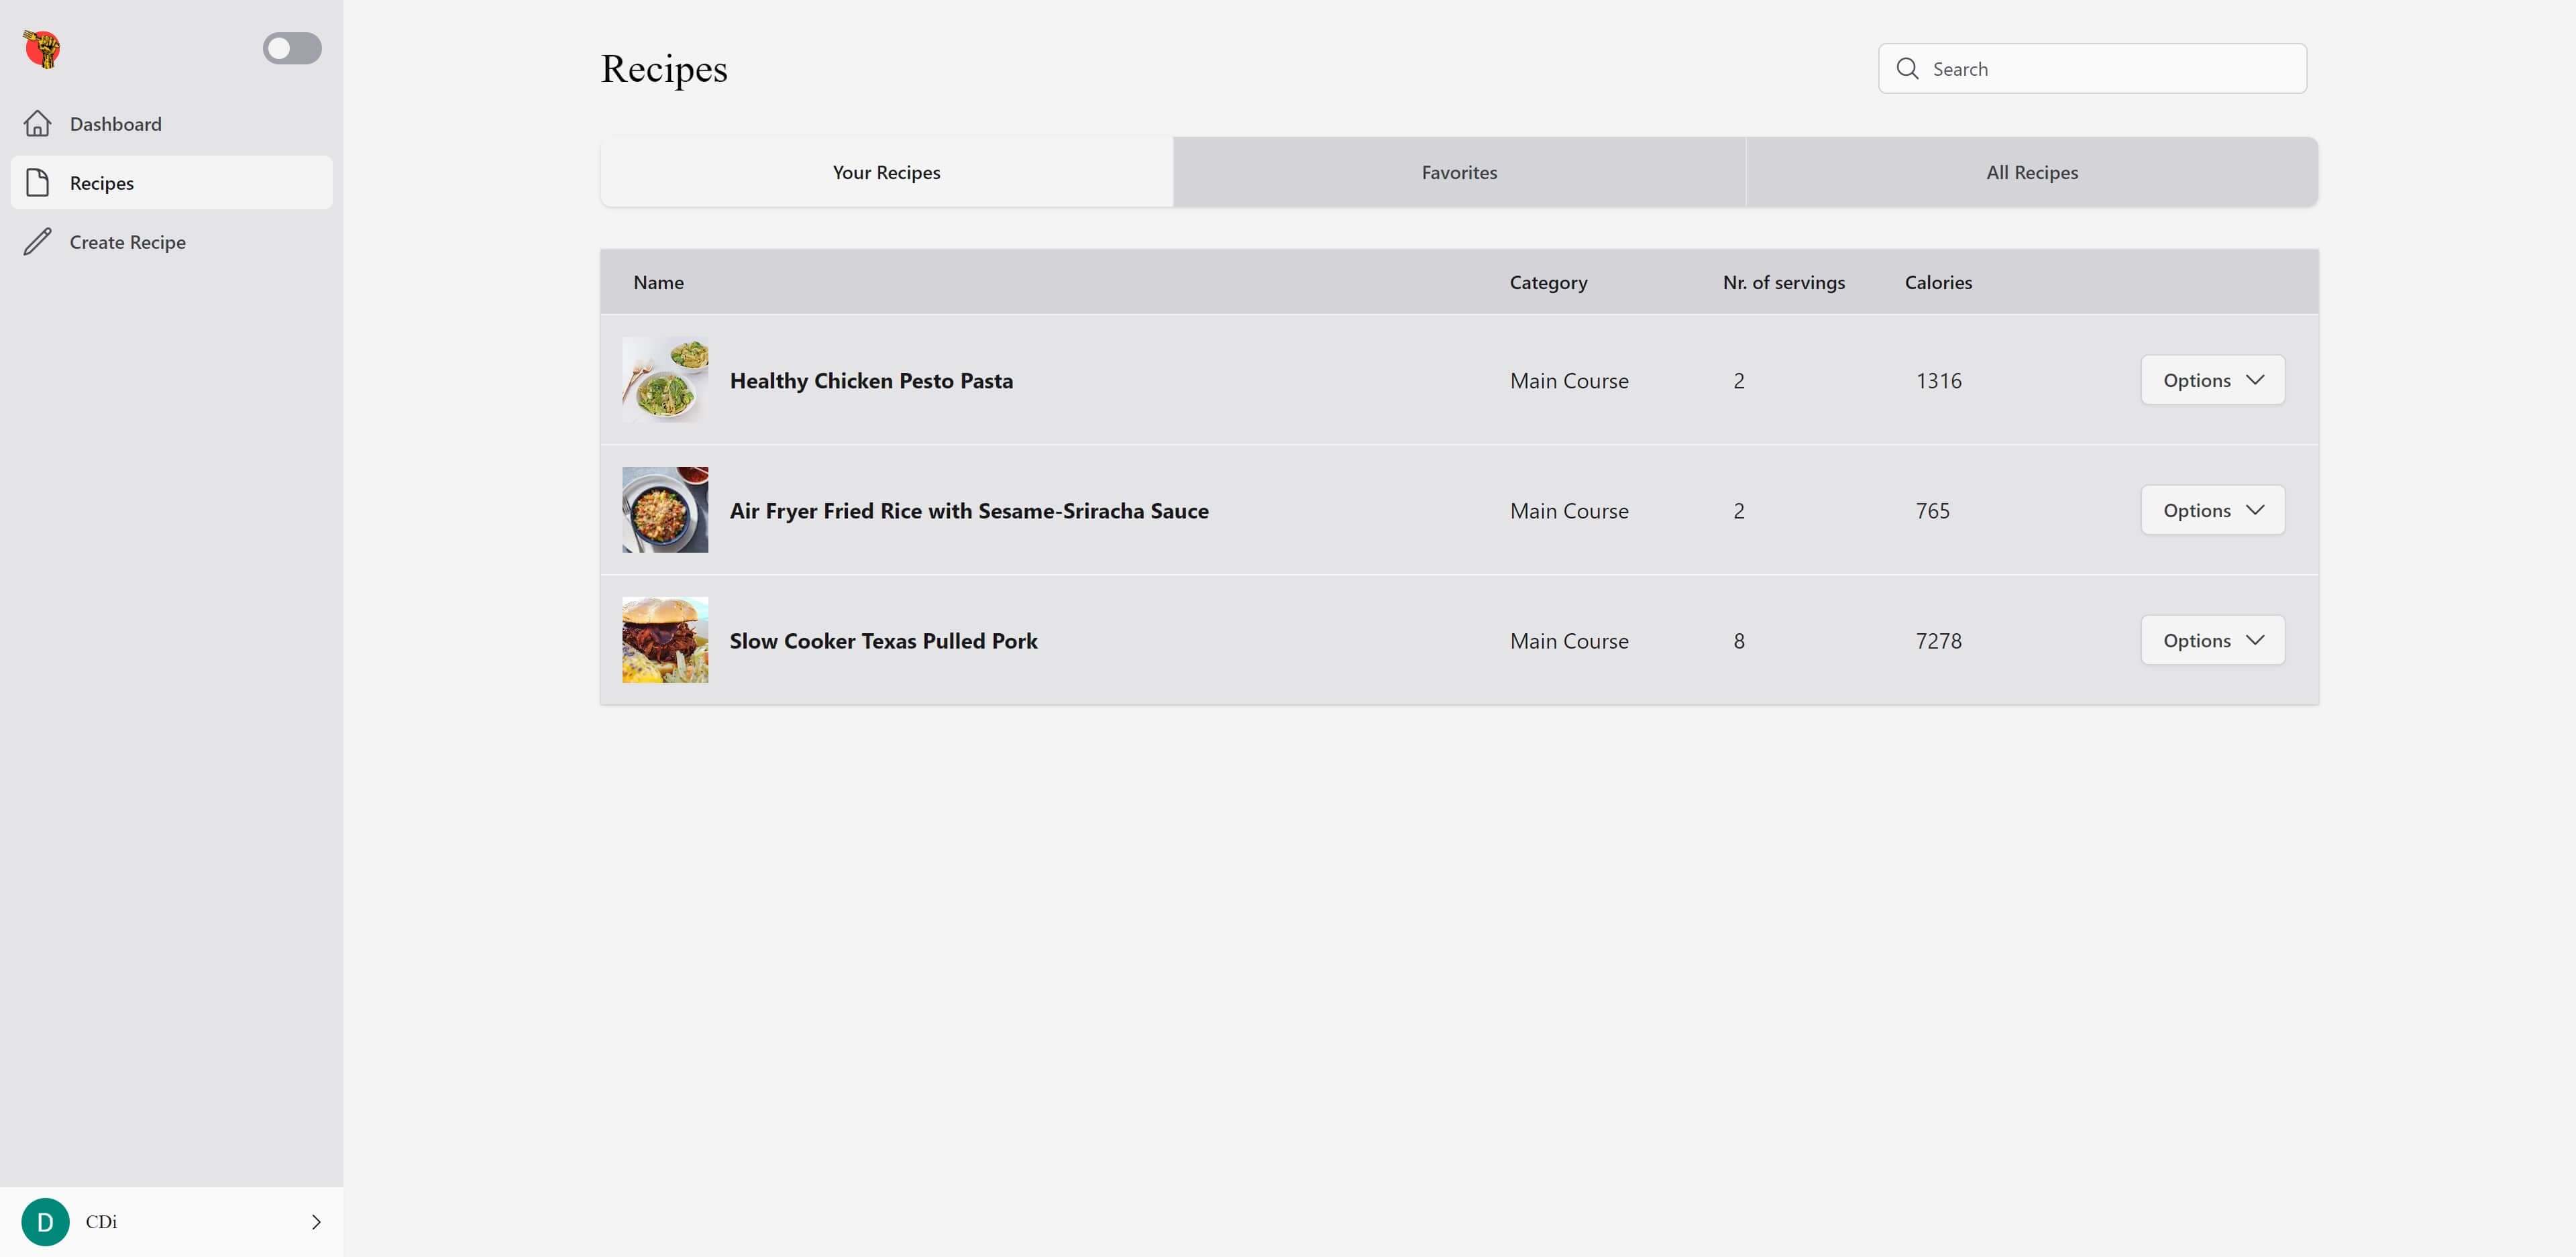 Dashboard
Recipes
Create Recipe
D CDi
Recipes
Search
Your Recipes Favorites All Recipes
Name Category Nr. of servings Calories
Healthy Chicken Pesto Pasta Main Course 2 1316 Options
Air Fryer Fried Rice with Sesame-Sriracha Sauce Main Course 2 765 Options
Slow Cooker Texas Pulled Pork Main Course 8 7278 Options